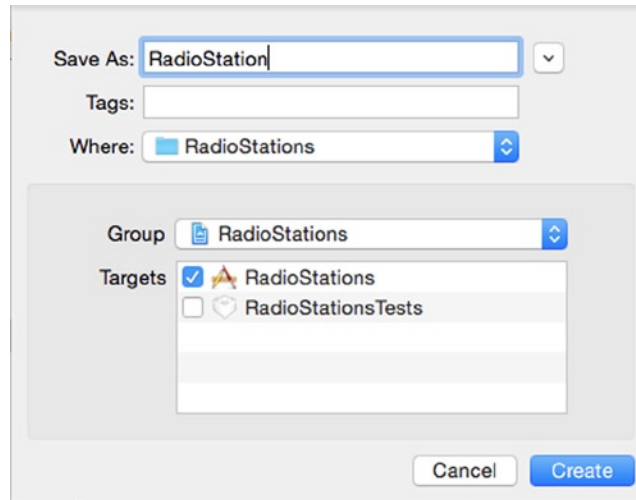 Save As: RadioStation
Tags:
Where: RadioStations
Group RadioStations
Targets RadioStations
RadioStationsTests
Cancel Create